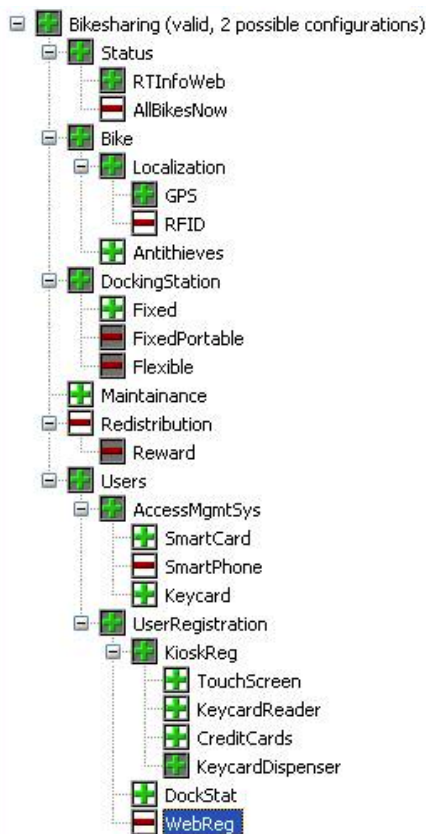 Bikesharing (valid, 2 possible configurations)
Status
RTInfoWeb
AllBikesNow
Bike
Localization
GPS
RFID
Antithieves
DockingStation
Fixed
FixedPortable
Flexible
Maintainance
Redistribution
Reward
Users
AccessMgmtSys
SmartCard
SmartPhone
Keycard
UserRegistration
KioskReg
TouchScreen
KeycardReader
CreditCards
KeycardDispenser
DockStat
WebReg